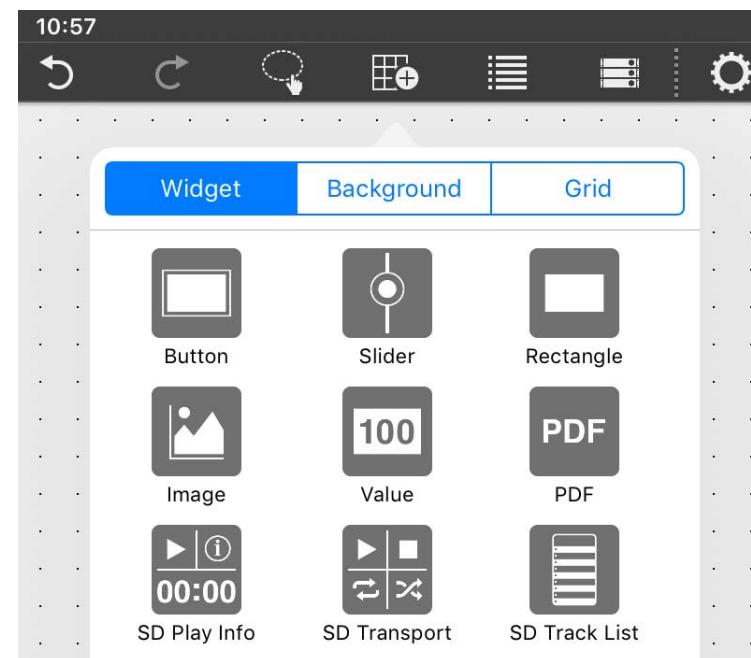 10:57
Widget Background Grid
Button Slider Rectangle
100 PDF
Image Value PDF
00:00
SD Play Info SD Transport SD Track List